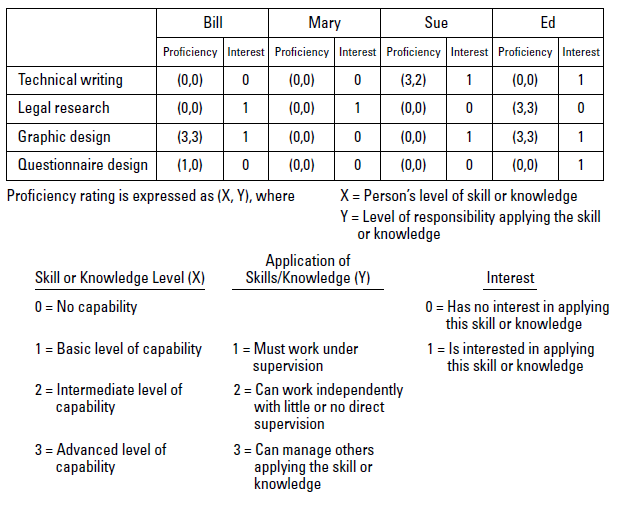 Bill Mary Sue Ed
Proficiency Interest Proficiency Interest Proficiency Interest Proficiency Interest
Technical writing (0,0) 0 (0,0) 0 (3,2) 1 (0,0) 1
Legal research (0,0) 1 (0,0) 1 (0,0) 0 (3,3) 0
Graphic design (3,3) 1 (0,0) 0 (0,0) 1 (3,3) 1
Questionnaire design (1,0) 0 (0,0) 0 (0,0) 0 (0,0) 1
Proficiency rating is expressed as (X, Y), where
X = Person's level of skill or knowledge
Y = Level of responsibility applying the skill
or knowledge
Skill or Knowledge Level (X)
0 = No capability
1 = Basic level of capability
2 = Intermediate level of
capability
3 = Advanced level of
capability
Application of
Skills/Knowledge (Y)
1 = Must work under
supervision
2 = Can work independently
with little or no direct
supervision
3 = Can manage others
applying the skill or
knowledge
Interest
0 = Has no interest in applying
this skill or knowledge
1 = Is interested in applying
this skill or knowledge